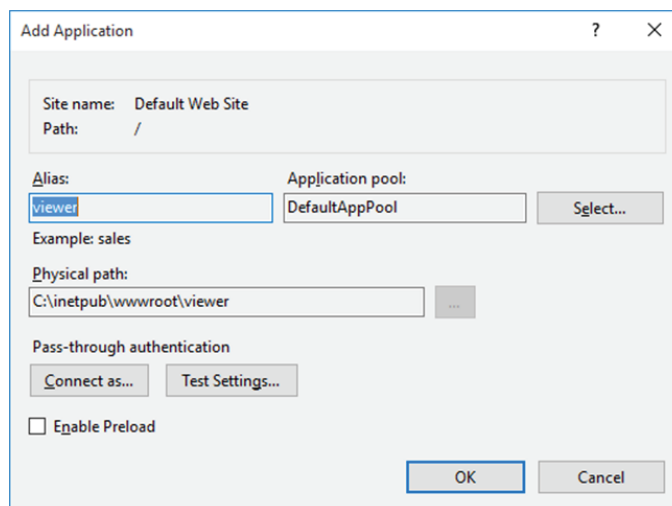 Add Application
?
Site name: Default Web Site
Path: /
Alias: Application pool:
viewer DefaultAppPool Select...
Example: sales
Physical path:
C:\inetpub\wwwroot\viewer ...
Pass-through authentication
Connect as... Test Settings...
Enable Preload
OK Cancel